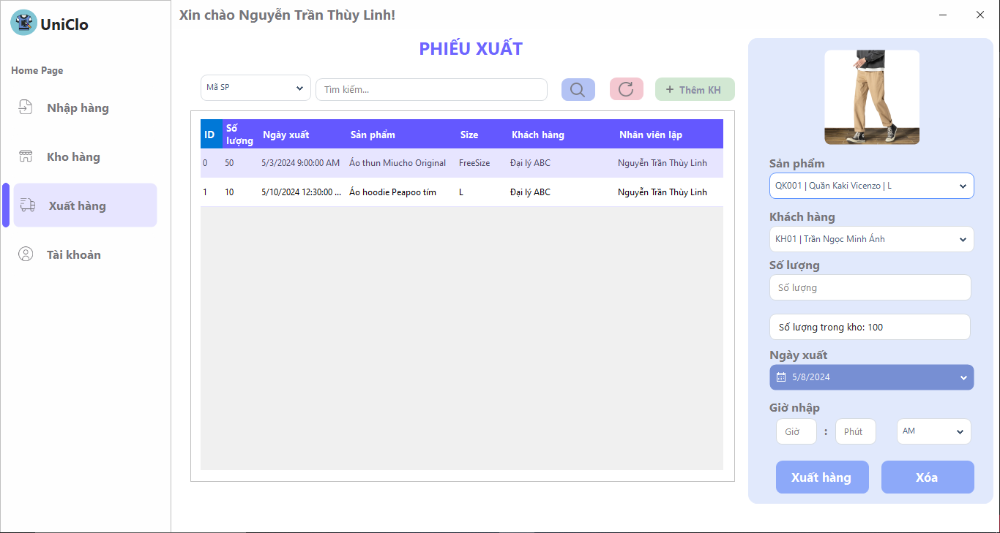 UniClo
Home Page
Nhập hàng
Kho hàng
Xuất hàng
Tài khoản
Xin chào Nguyễn Trần Thùy Linh!
PHIẾU XUẤT
Mã SP
Tìm kiếm...
+ Thêm KH
ID Số lượng Ngày xuất Sản phẩm Size Khách hàng Nhân viên lập
0 50 5/3/2024 9:00:00 AM Áo thun Miucho Original FreeSize Đại lý ABC Nguyễn Trần Thùy Linh
1 10 5/10/2024 12:30:00 ... Áo hoodie Peapoo tím L Đại lý ABC Nguyễn Trần Thùy Linh
Sản phẩm
QK001 | Quần Kaki Vicenzo | L
Khách hàng
KH01 | Trần Ngọc Minh Ánh
Số lượng
Số lượng
Số lượng trong kho: 100
Ngày xuất
5/8/2024
Giờ nhập
Giờ : Phút AM
Xuất hàng Xóa